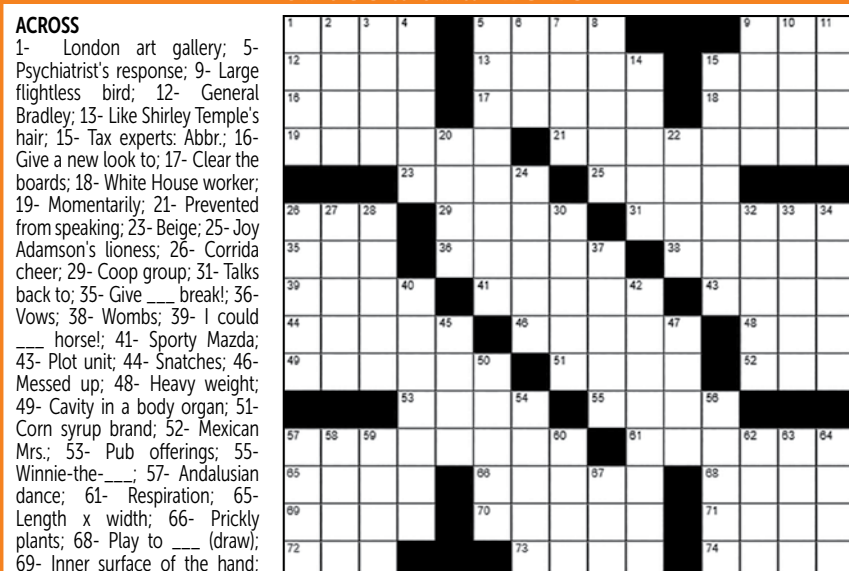 ACROSS
1- London art gallery; 5-
Psychiatrist's response; 9- Large
flightless bird; 12- General
Bradley; 13- Like Shirley Temple's
hair; 15- Tax experts: Abbr.; 16-
Give a new look to; 17- Clear the
boards; 18- White House worker;
19- Momentarily; 21- Prevented
from speaking; 23- Beige; 25- Joy
Adamson's lioness; 26- Corrida
cheer; 29- Coop group; 31- Talks
back to; 35- Give ___ break!; 36-
Vows; 38- Wombs; 39- I could
___ horse!; 41- Sporty Mazda;
43- Plot unit; 44- Snatches; 46-
Messed up; 48- Heavy weight;
49- Cavity in a body organ; 51-
Corn syrup brand; 52- Mexican
Mrs.; 53- Pub offerings; 55-
Winnie-the-___; 57- Andalusian
dance; 61- Respiration; 65-
Length x width; 66- Prickly
plants; 68- Play to ___ (draw);
69- Inner surface of the hand;
1 2 3 4 5 6 7 8 9 10 11
12 13 14 15
16 17 18
19 20 21 22
23 24 25
26 27 28 29 30 31 32 33 34
35 36 37 38
39 40 41 42 43
44 45 46 47 48
49 50 51 52
53 54 55 56
57 58 59 60 61 62 63 64
65 66 67 68
69 70 71
72 73 74